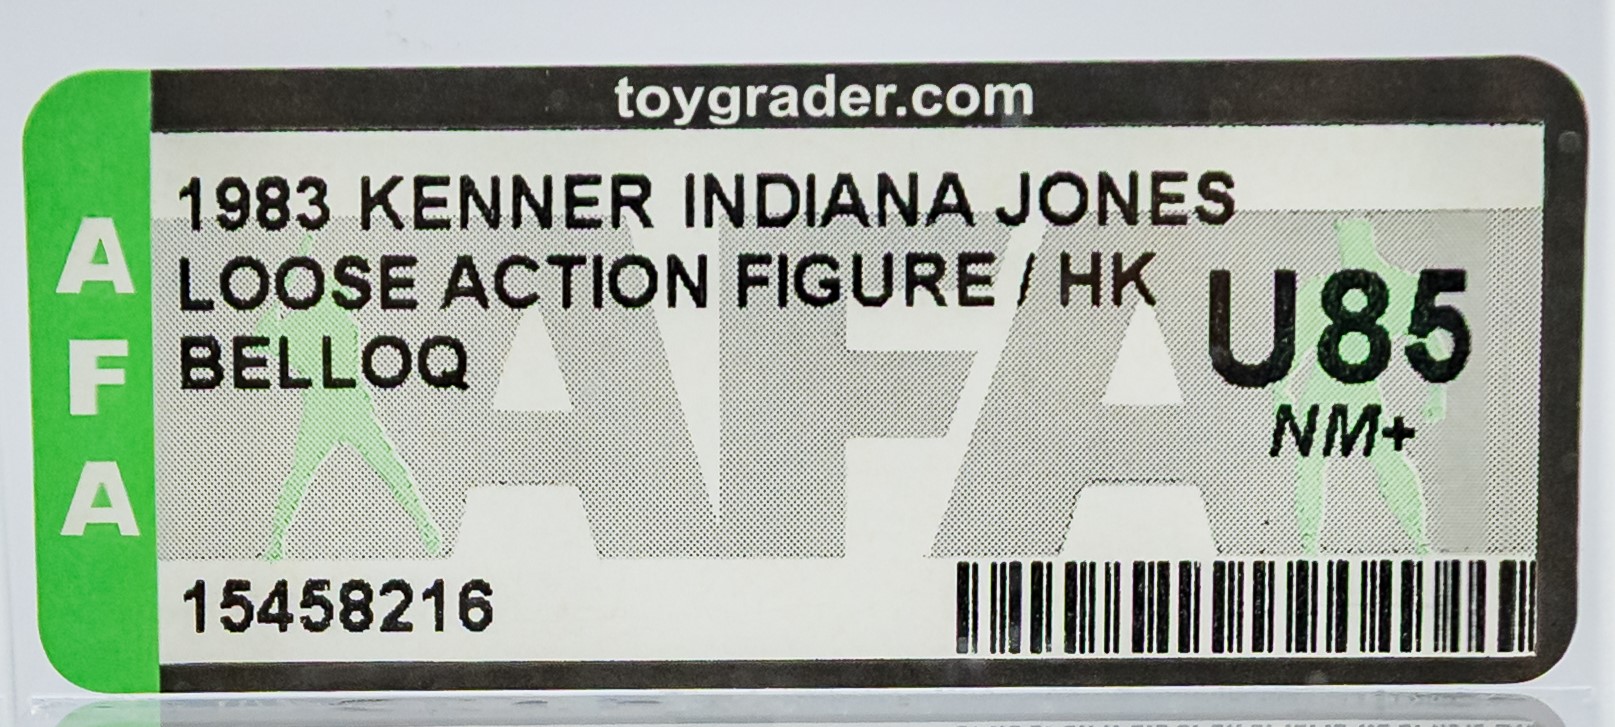 toygrader.com
AFA
1983 KENNER INDIANA JONES
LOOSE ACTION FIGURE / HK
BELLOQ
U85
NM+
AFA
15458216